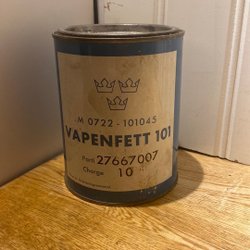 M 0722 - 101045
VAPENFETT 101
Parti 27667007
Charge 10